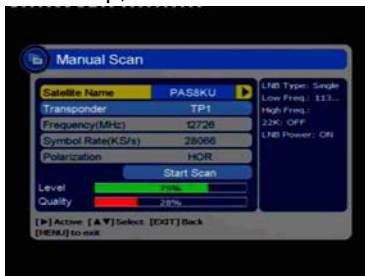 Manual Scan
Satellite Name PAS8KU
Transponder TP1
Frequency(MHz) 12726
Symbol Rate(KS/s) 28066
Polarization HOR
Start Scan
Level 75%
Quality 28%
LNB Type: Single
Low Freq.: 113...
High Freq.:
22K: OFF
LNB Power: ON
[►] Active [▲▼] Select [EXIT] Back
[MENU] to exit